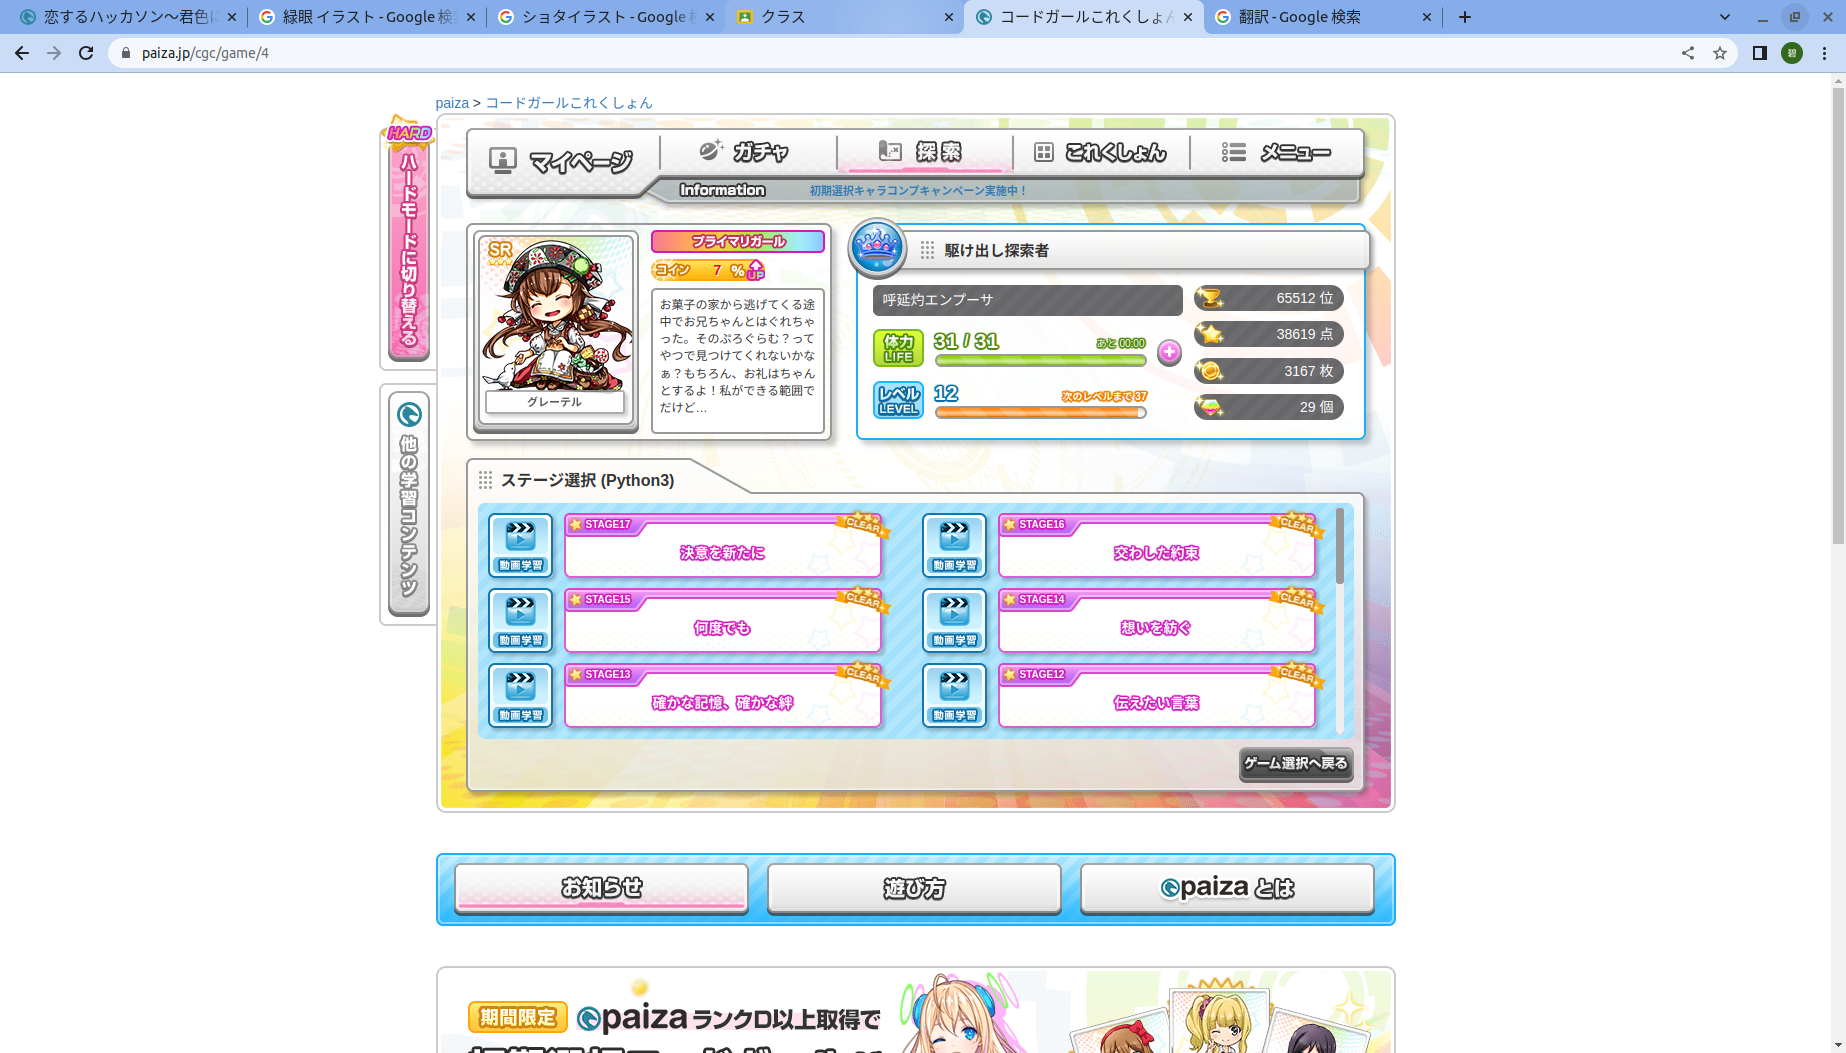 恋するハッカソン〜君色に
緑眼 イラスト - Google 検
ショタイラスト - Google
クラス
コードガールこれくしょん
翻訳 - Google 検索
paiza.jp/cgc/game/4
碧
paiza > コードガールこれくしょん
HARD
ハードモードに切り替える
他の学習コンテンツ
マイページ
ガチャ
探索
これくしょん
メニュー
Information
初期選択キャラコンプキャンペーン実施中！
SR
グレーテル
プライマリガール
コイン 7 % UP
お菓子の家から逃げてくる途
中でお兄ちゃんとはぐれちゃ
った。そのぷろぐらむ？って
やつで見つけてくれないかな
ぁ？もちろん、お礼はちゃん
とするよ！私ができる範囲で
だけど…
駆け出し探索者
呼延灼エンプーサ
体力 LIFE
31 / 31
あと 00:00
レベル LEVEL
12
次のレベルまで 37
65512 位
38619 点
3167 枚
29 個
ステージ選択 (Python3)
動画学習
STAGE17
CLEAR
決意を新たに
動画学習
STAGE16
CLEAR
交わした約束
動画学習
STAGE15
CLEAR
何度でも
動画学習
STAGE14
CLEAR
想いを紡ぐ
動画学習
STAGE13
CLEAR
確かな記憶、確かな絆
動画学習
STAGE12
CLEAR
伝えたい言葉
ゲーム選択へ戻る
お知らせ
遊び方
paiza とは
期間限定
paiza ランクD以上取得で